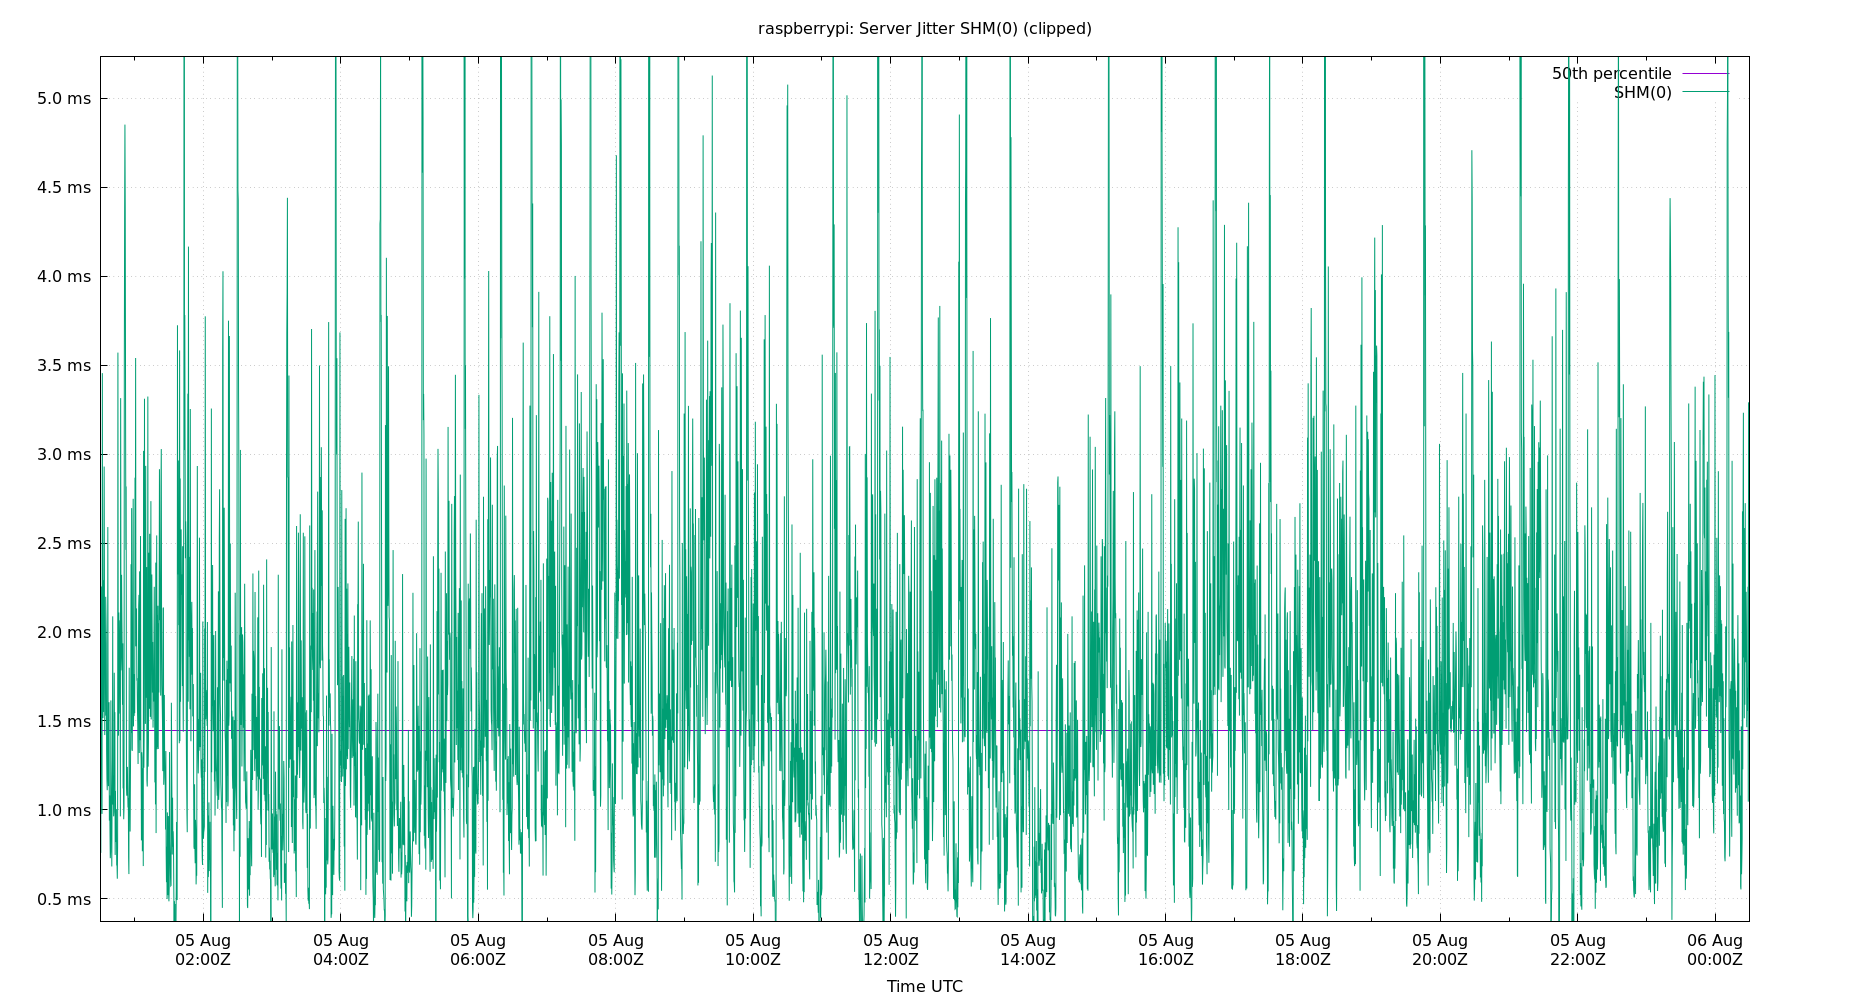 raspberrypi: Server Jitter SHM(0) (clipped)
50th percentile
SHM(0)
5.0 ms
4.5 ms
4.0 ms
3.5 ms
3.0 ms
2.5 ms
2.0 ms
1.5 ms
1.0 ms
0.5 ms
05 Aug 05 Aug 05 Aug 05 Aug 05 Aug 05 Aug 05 Aug 05 Aug 05 Aug 05 Aug 05 Aug 06 Aug
02:00Z 04:00Z 06:00Z 08:00Z 10:00Z 12:00Z 14:00Z 16:00Z 18:00Z 20:00Z 22:00Z 00:00Z
Time UTC